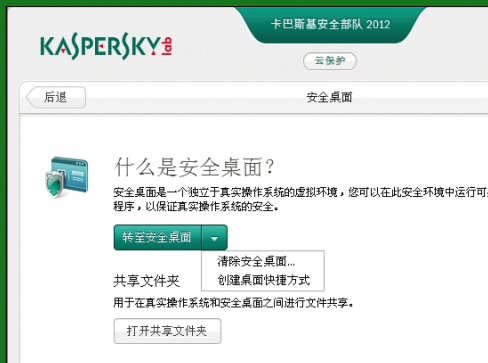 卡巴斯基安全部队 2012
KASPERSKY lab
云保护
后退
安全桌面
什么是安全桌面？
安全桌面是一个独立于真实操作系统的虚拟环境，您可以在此安全环境中运行可
程序，以保证真实操作系统的安全。
转至安全桌面
清除安全桌面...
创建桌面快捷方式
共享文件夹
用于在真实操作系统和安全桌面之间进行文件共享。
打开共享文件夹